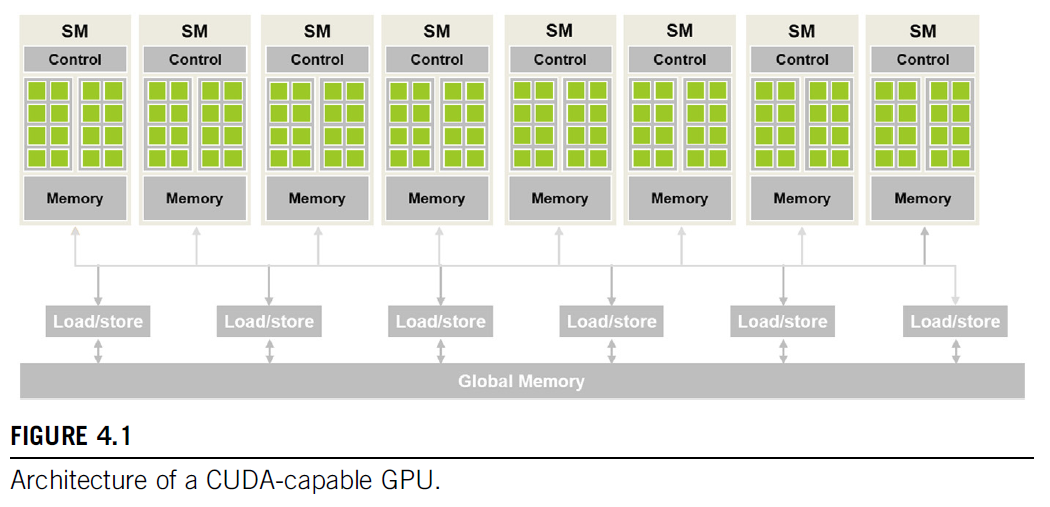 SM SM SM SM SM SM SM SM
Control Control Control Control Control Control Control Control
Memory Memory Memory Memory Memory Memory Memory Memory
Load/store Load/store Load/store Load/store Load/store Load/store
Global Memory
FIGURE 4.1
Architecture of a CUDA-capable GPU.